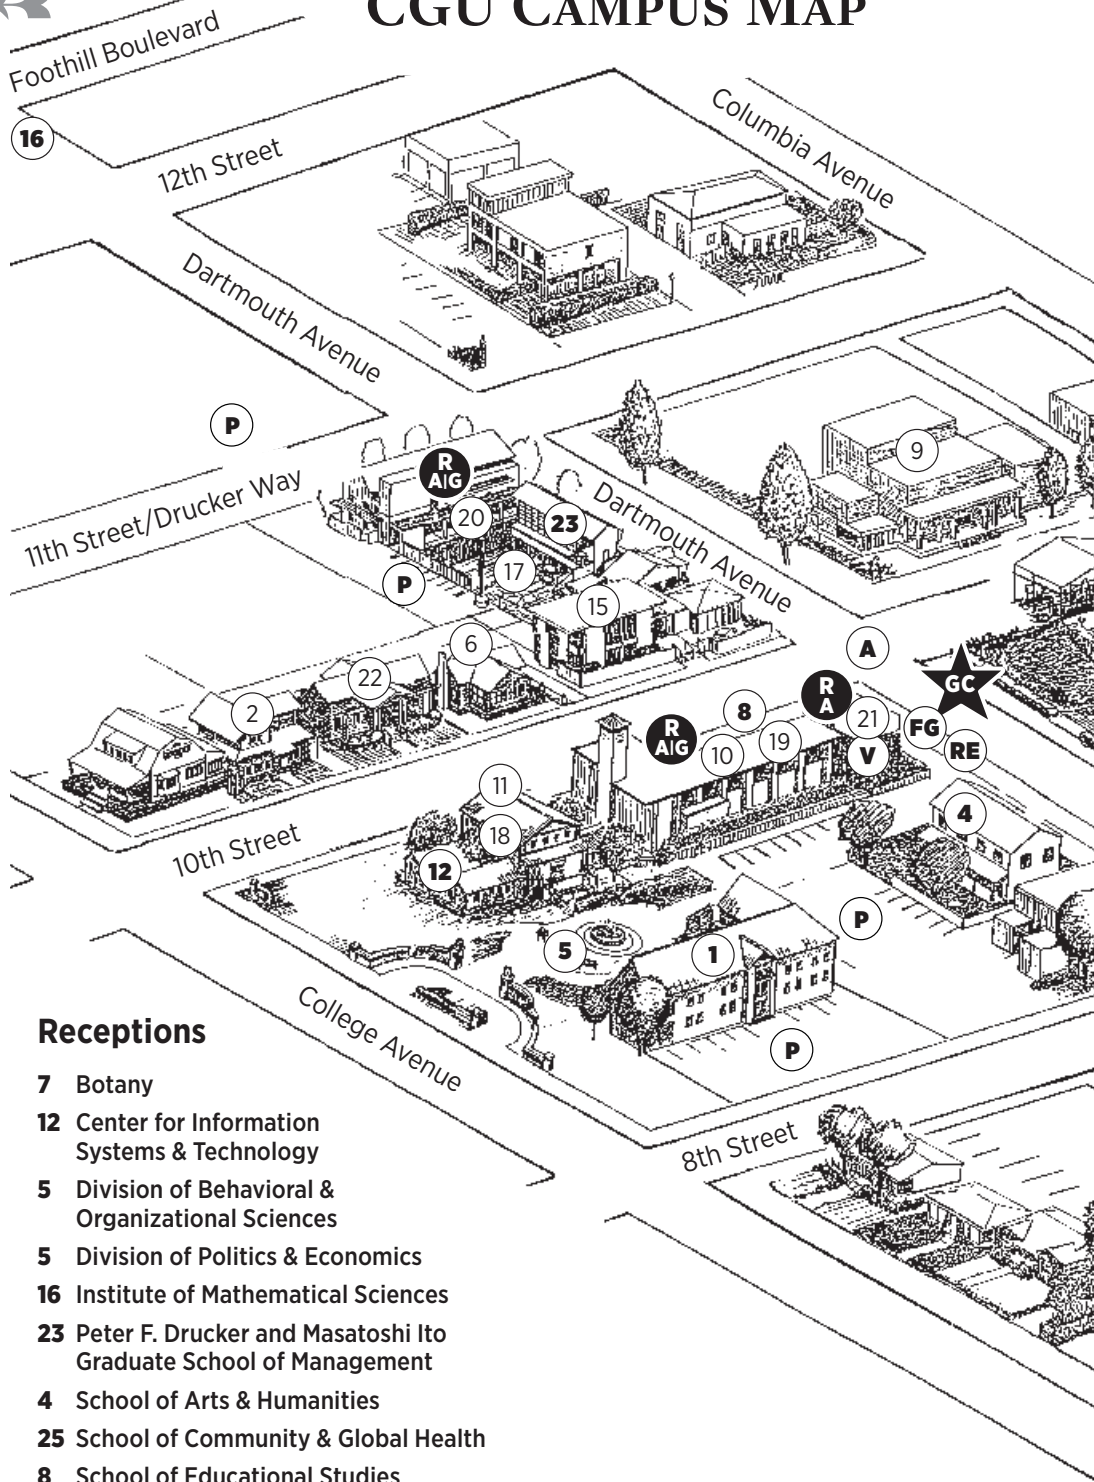 CGU CAMPUS MAP
Foothill Boulevard
16
12th Street
Columbia Avenue
Dartmouth Avenue
P
11th Street/Drucker Way
R
A|G
20
23
17
P
15
Dartmouth Avenue
9
6
22
2
A
GC
R
A
21
FG
RE
V
8
R
A|G
10
19
11
18
12
10th Street
4
P
5
1
P
College Avenue
8th Street
Receptions
7 Botany
12 Center for Information
Systems & Technology
5 Division of Behavioral &
Organizational Sciences
5 Division of Politics & Economics
16 Institute of Mathematical Sciences
23 Peter F. Drucker and Masatoshi Ito
Graduate School of Management
4 School of Arts & Humanities
25 School of Community & Global Health
8 School of Educational Studies